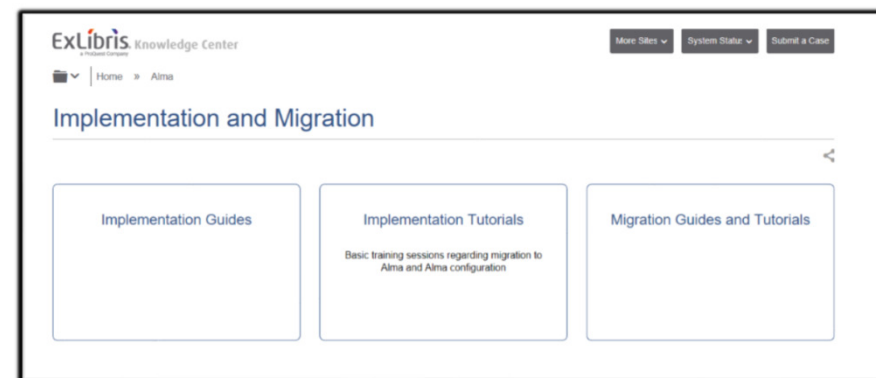 ExLibris Knowledge Center
a ProQuest Company
More Sites
System Status
Submit a Case
Home » Alma
Implementation and Migration
Implementation Guides
Implementation Tutorials
Basic training sessions regarding migration to
Alma and Alma configuration
Migration Guides and Tutorials